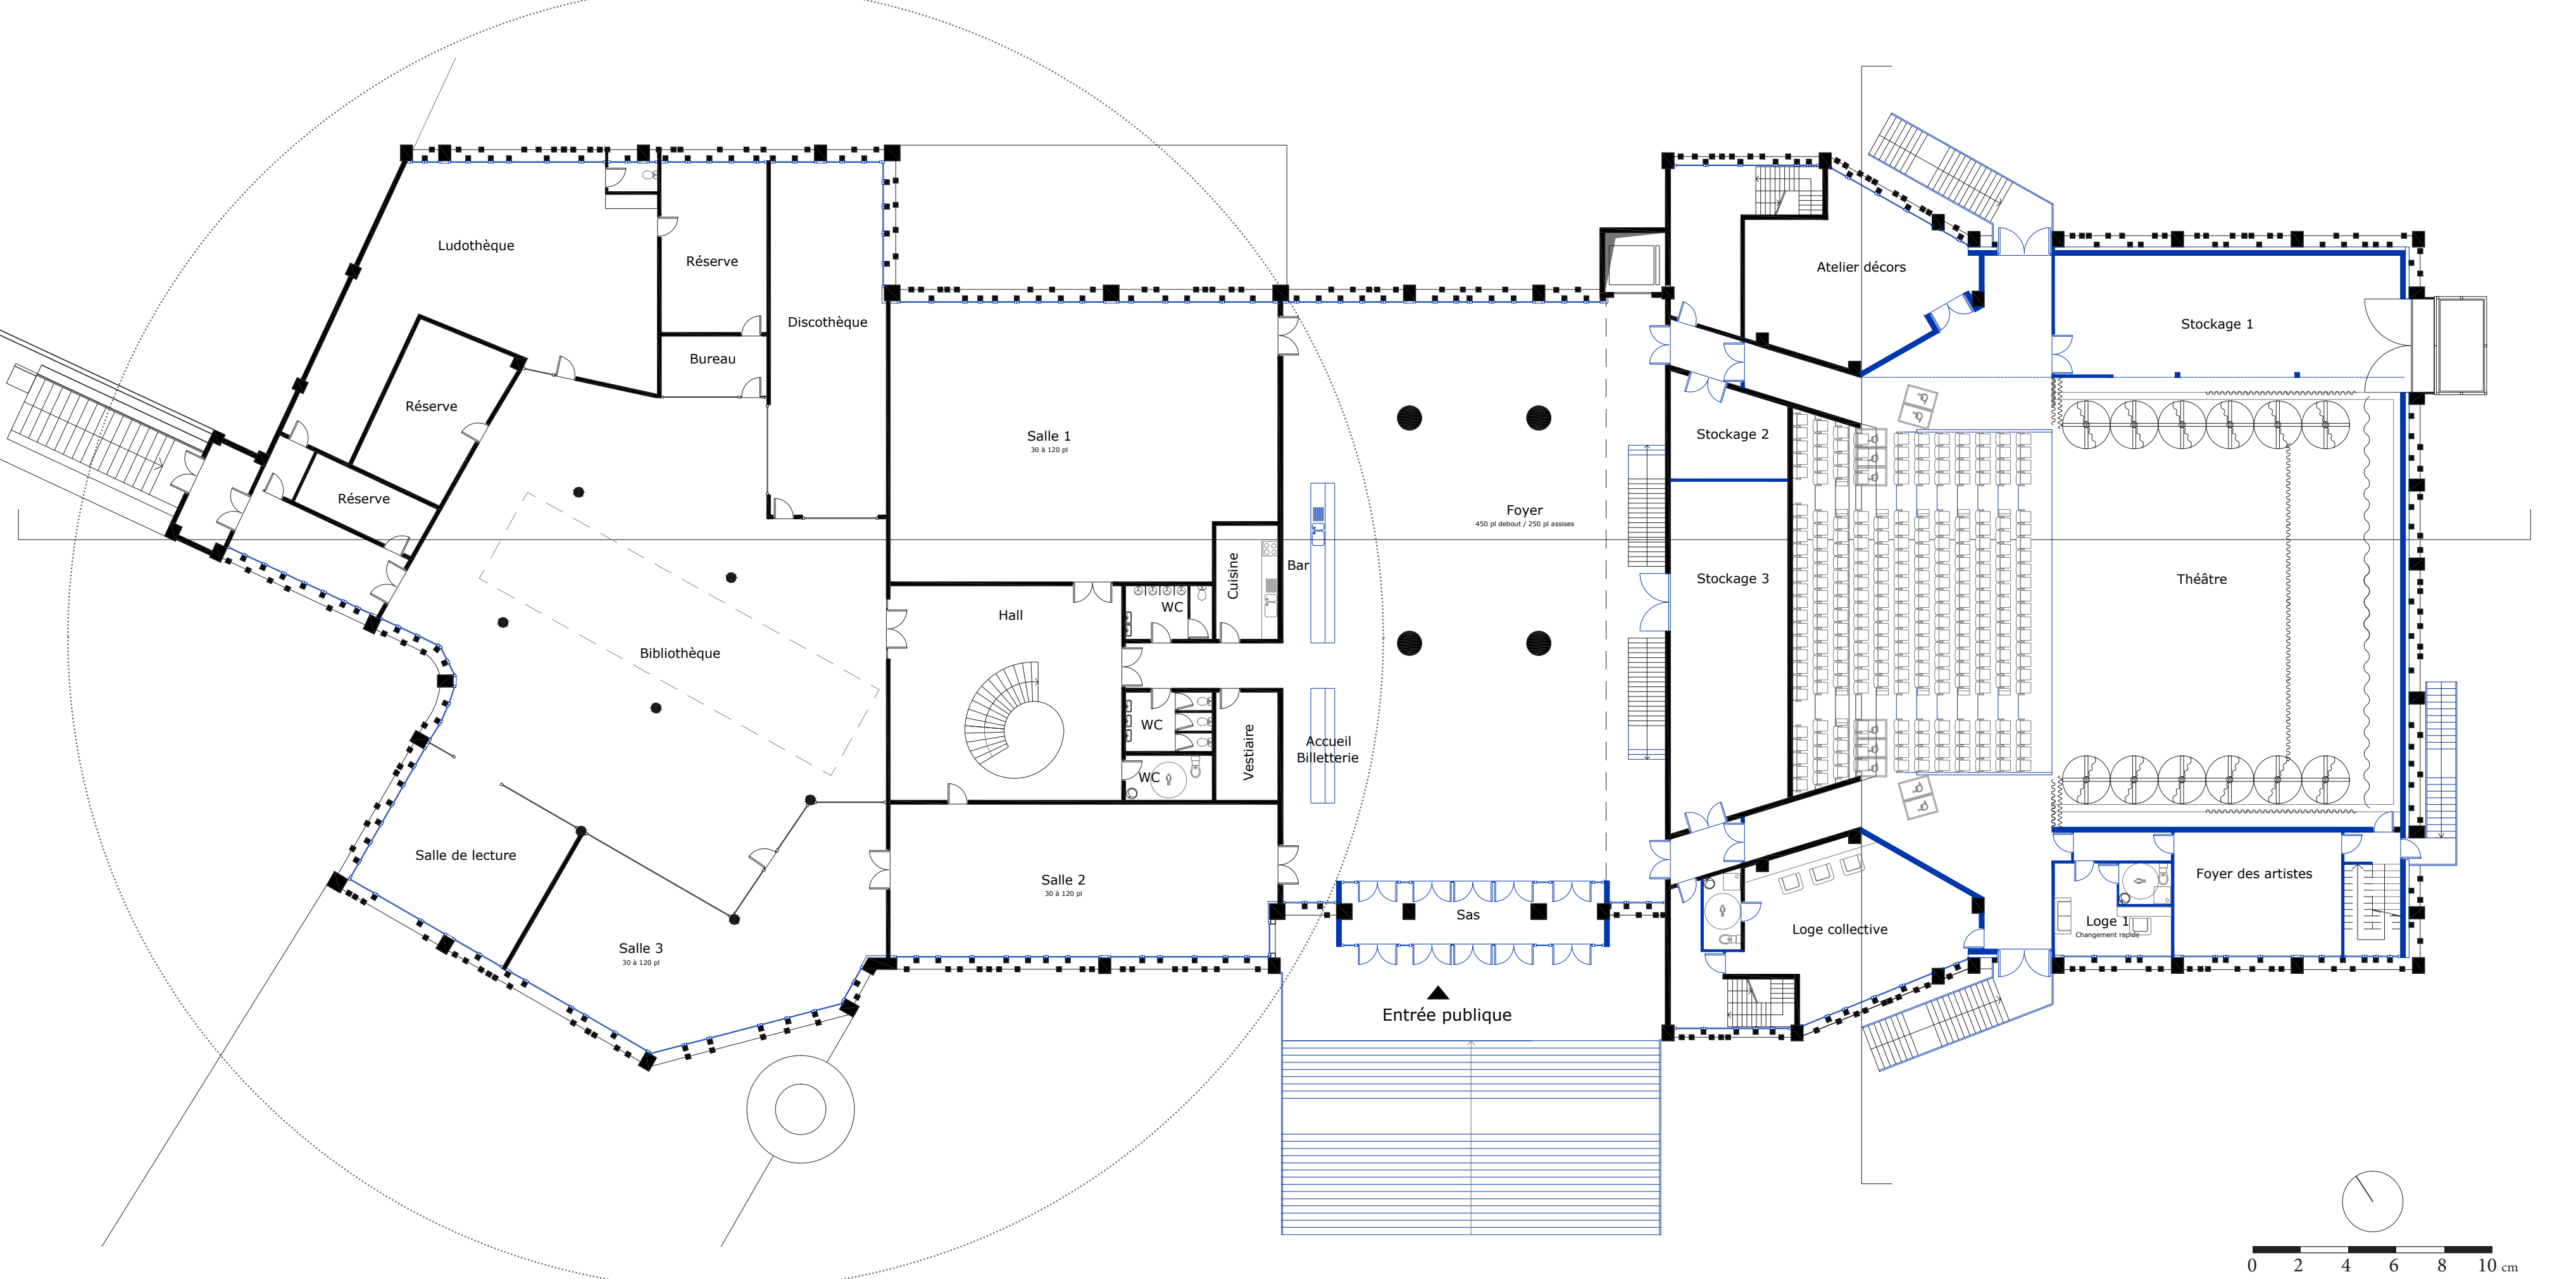 Ludothèque
Réserve
Discothèque
Bureau
Réserve
Réserve
Bibliothèque
Salle de lecture
Salle 3
30 à 120 pl
Salle 1
30 à 120 pl
Hall
WC
Cuisine
Bar
WC
WC
Vestiaire
Accueil
Billetterie
Salle 2
30 à 120 pl
Foyer
450 pl debout / 250 pl assises
Sas
Entrée publique
Atelier décors
Stockage 1
Stockage 2
Stockage 3
Théâtre
Loge collective
Loge 1
Changement rapide
Foyer des artistes
0 2 4 6 8 10 cm